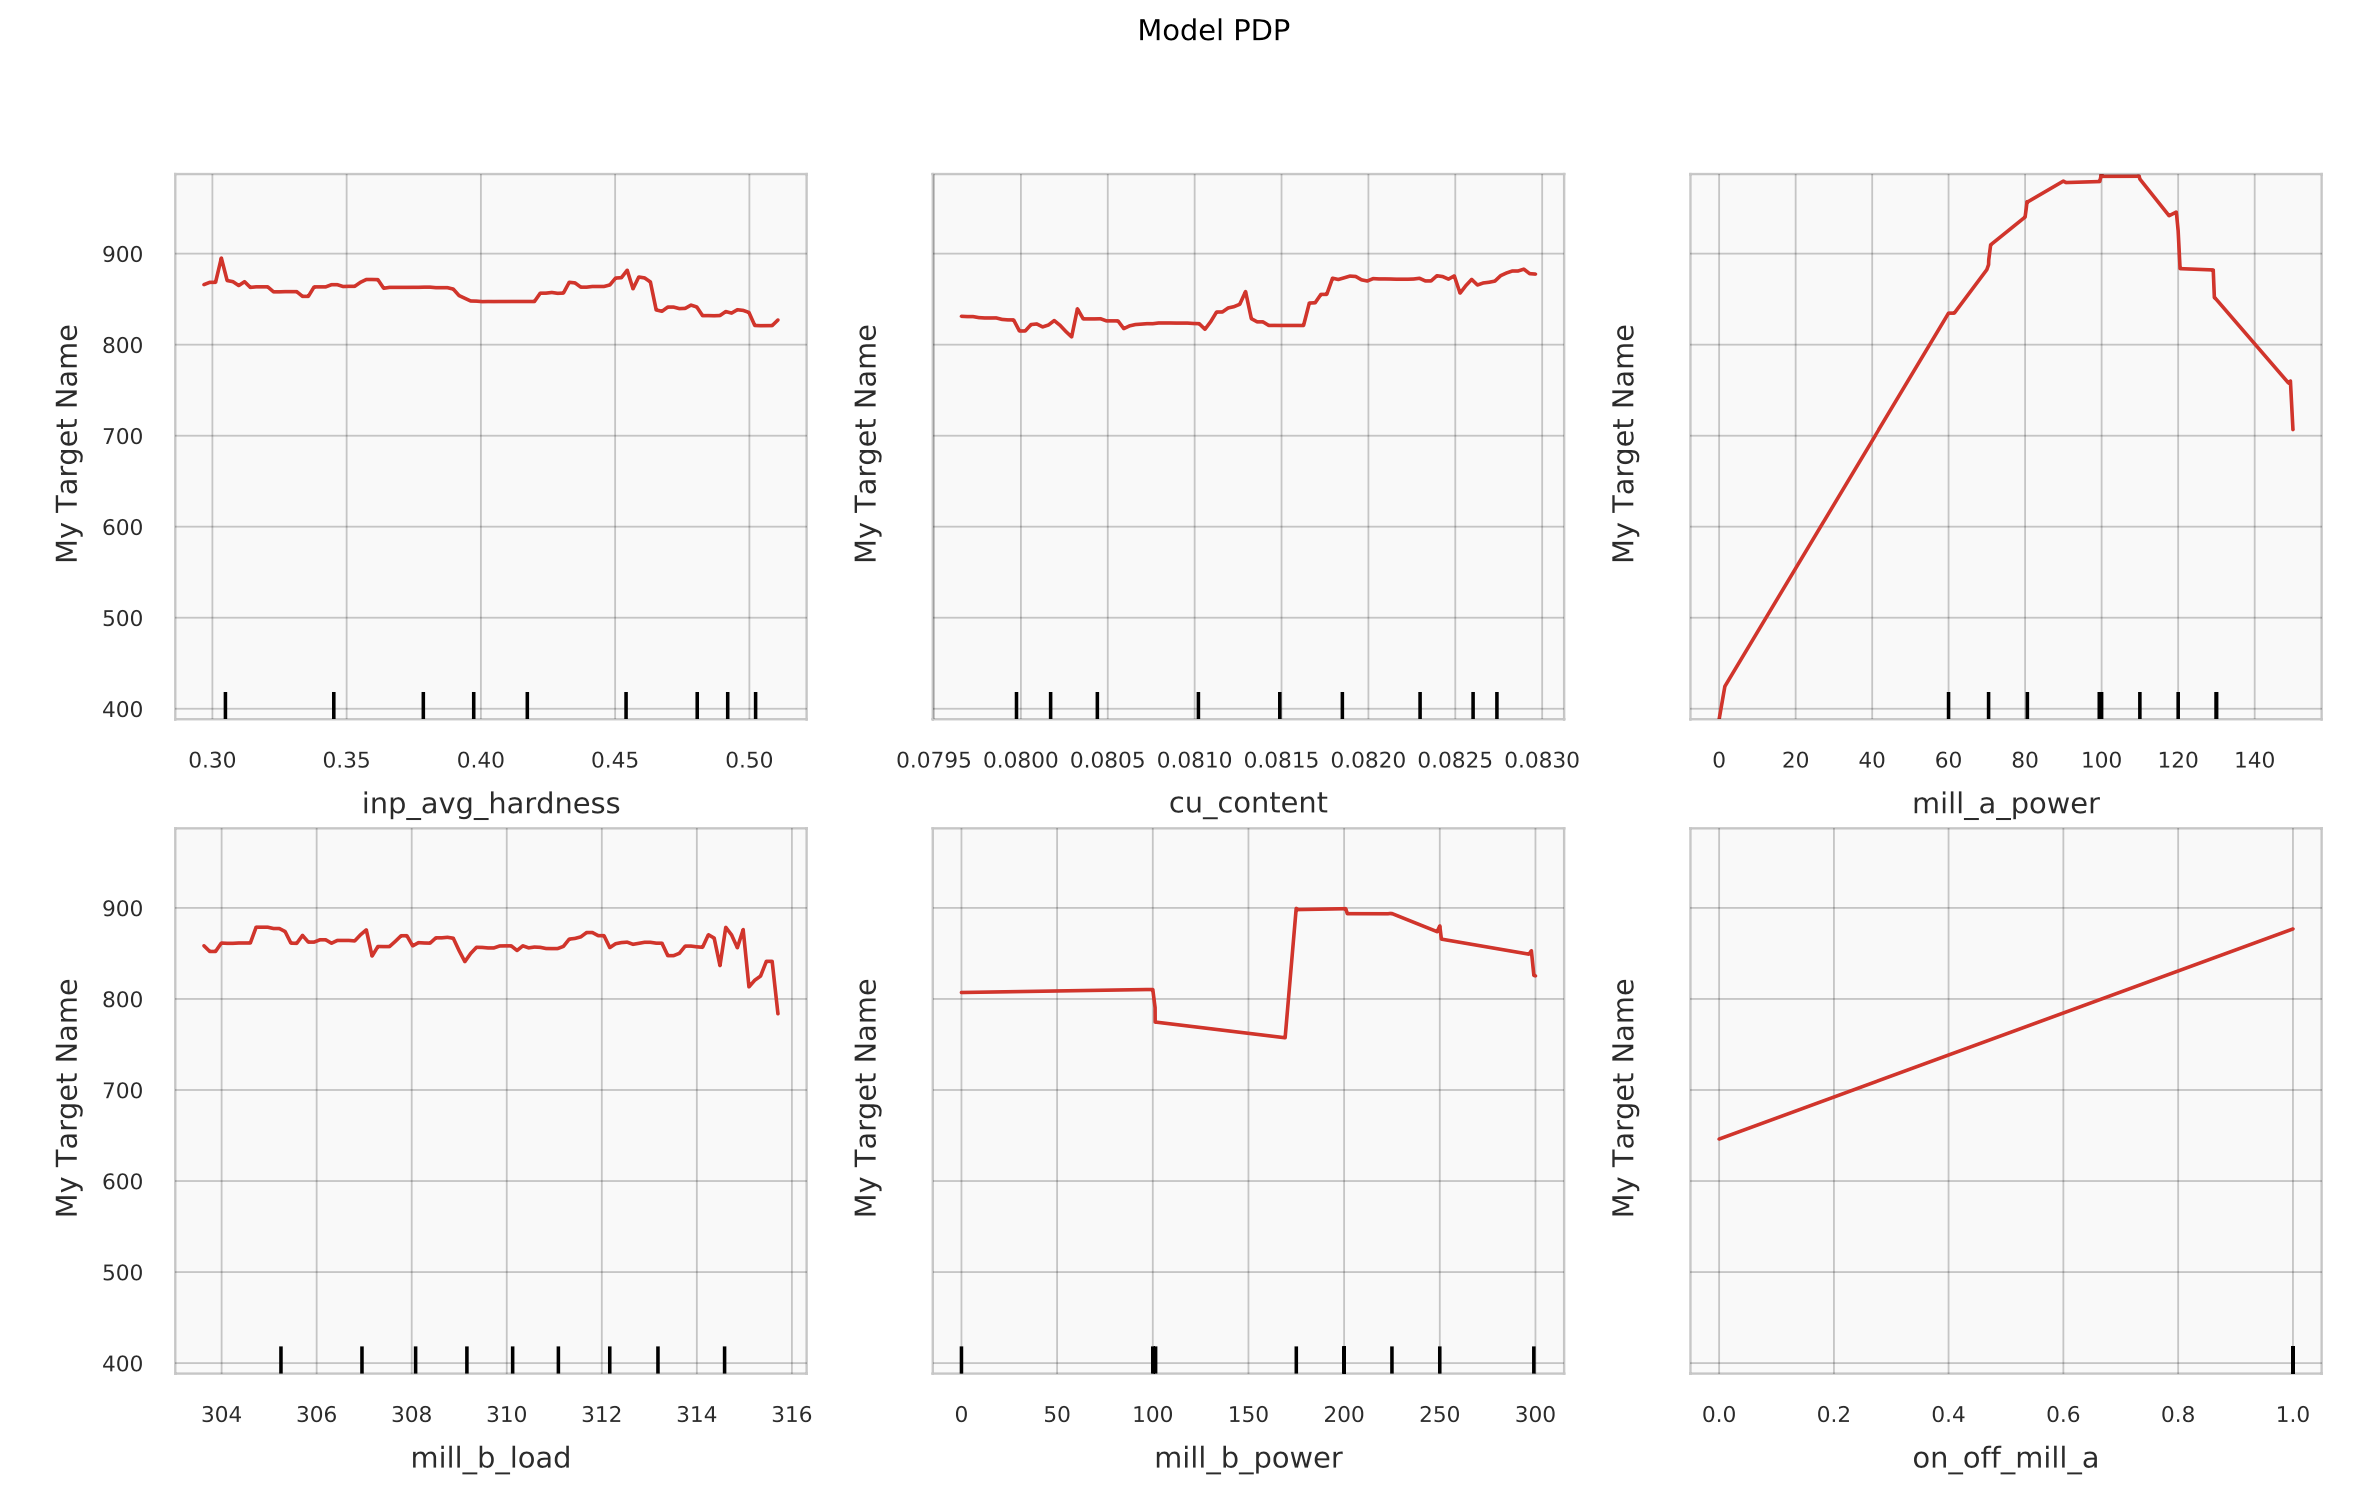 Model PDP
My Target Name
900
800
700
600
500
400
0.30 0.35 0.40 0.45 0.50
inp_avg_hardness
My Target Name
0.0795 0.0800 0.0805 0.0810 0.0815 0.0820 0.0825 0.0830
cu_content
My Target Name
0 20 40 60 80 100 120 140
mill_a_power
My Target Name
900
800
700
600
500
400
304 306 308 310 312 314 316
mill_b_load
My Target Name
0 50 100 150 200 250 300
mill_b_power
My Target Name
0.0 0.2 0.4 0.6 0.8 1.0
on_off_mill_a